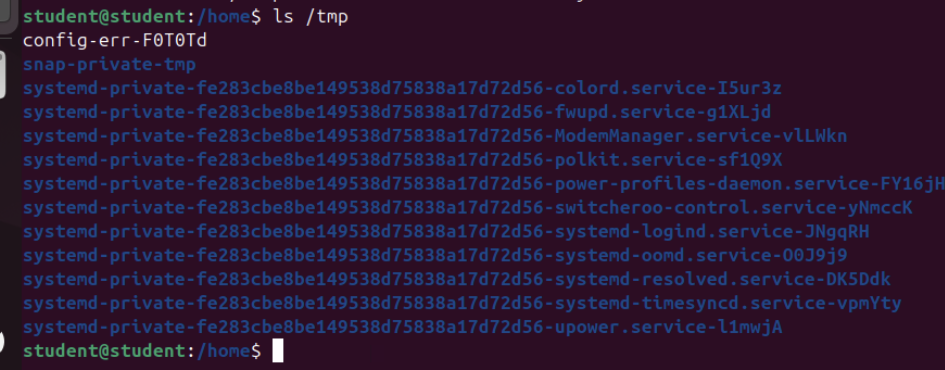 student@student:/home$ ls /tmp
config-err-F0T0Td
snap-private-tmp
systemd-private-fe283cbe8be149538d75838a17d72d56-colord.service-I5ur3z
systemd-private-fe283cbe8be149538d75838a17d72d56-fwupd.service-g1XLjd
systemd-private-fe283cbe8be149538d75838a17d72d56-ModemManager.service-vlLWkn
systemd-private-fe283cbe8be149538d75838a17d72d56-polkit.service-sf1Q9X
systemd-private-fe283cbe8be149538d75838a17d72d56-power-profiles-daemon.service-FY16jH
systemd-private-fe283cbe8be149538d75838a17d72d56-switcheroo-control.service-yNmccK
systemd-private-fe283cbe8be149538d75838a17d72d56-systemd-logind.service-JNgqRH
systemd-private-fe283cbe8be149538d75838a17d72d56-systemd-oomd.service-O0J9j9
systemd-private-fe283cbe8be149538d75838a17d72d56-systemd-resolved.service-DK5Ddk
systemd-private-fe283cbe8be149538d75838a17d72d56-systemd-timesyncd.service-vpmYty
systemd-private-fe283cbe8be149538d75838a17d72d56-upower.service-l1mwjA
student@student:/home$